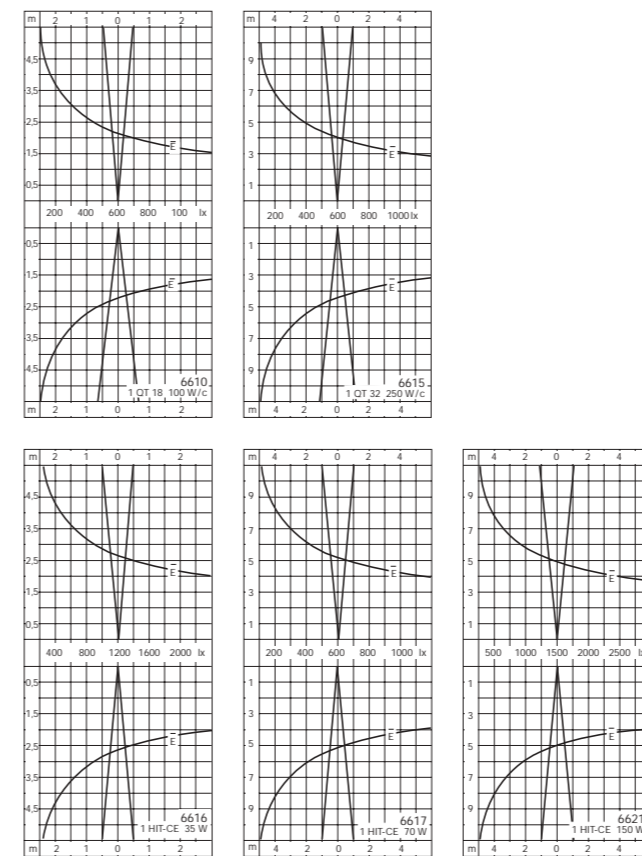 m 2 1 0 1 2
4,5
3,5
2,5
1,5
E
0,5
200 400 600 800 100 lx
0,5
1,5
E
2,5
3,5
4,5
6610
1 QT 18 100 W/c
m 2 1 0 1 2
m 4 2 0 2 4
9
7
5
3
E
1
200 400 600 800 1000 lx
1
3
E
5
7
9
6615
1 QT 32 250 W/c
m 4 2 0 2 4
m 2 1 0 1 2
4,5
3,5
2,5
E
1,5
0,5
400 800 1200 1600 2000 lx
0,5
1,5
E
2,5
3,5
4,5
6616
1 HIT-CE 35 W
m 2 1 0 1 2
m 4 2 0 2 4
9
7
5
E
3
1
200 400 600 800 1000 lx
1
3
E
5
7
9
6617
1 HIT-CE 70 W
m 4 2 0 2 4
m 4 2 0 2 4
9
7
5
E
3
1
500 1000 1500 2000 2500
1
3
E
5
7
9
6621
1 HIT-CE 150 W
m 4 2 0 2 4